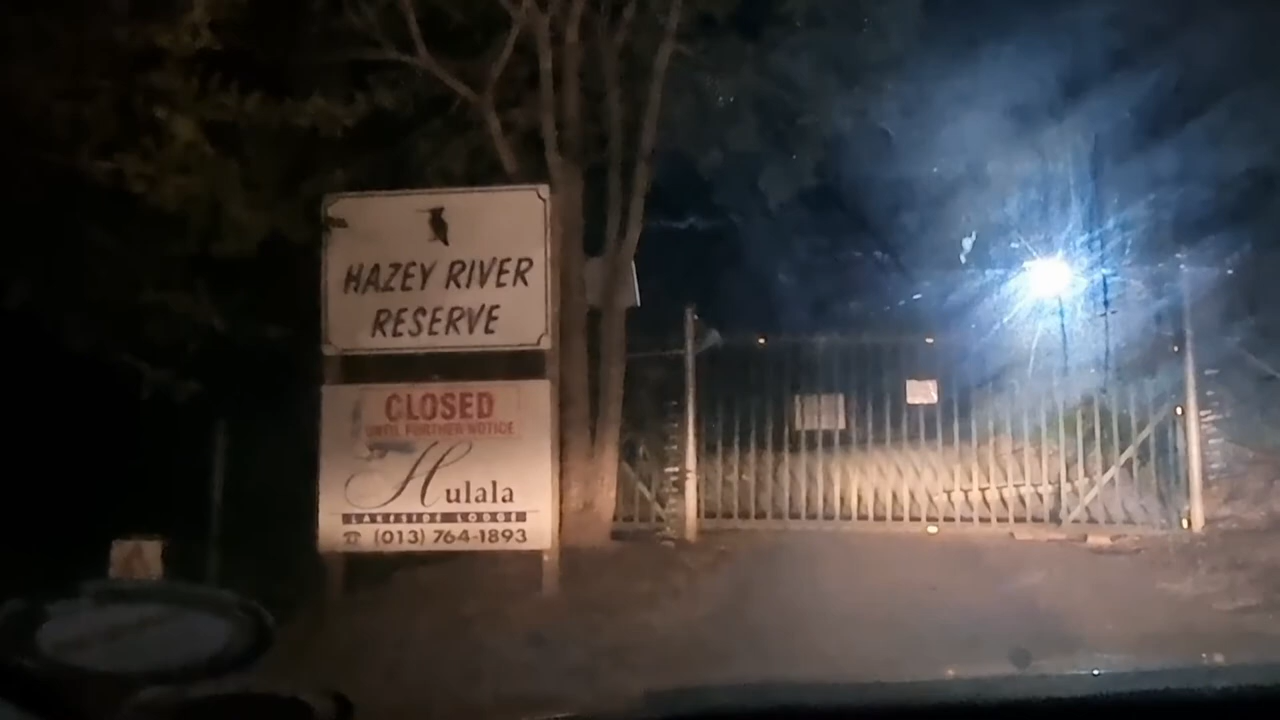 HAZEY RIVER
RESERVE
CLOSED
UNTIL FURTHER NOTICE
Hulala
LAKESIDE LODGE
(013) 764-1893